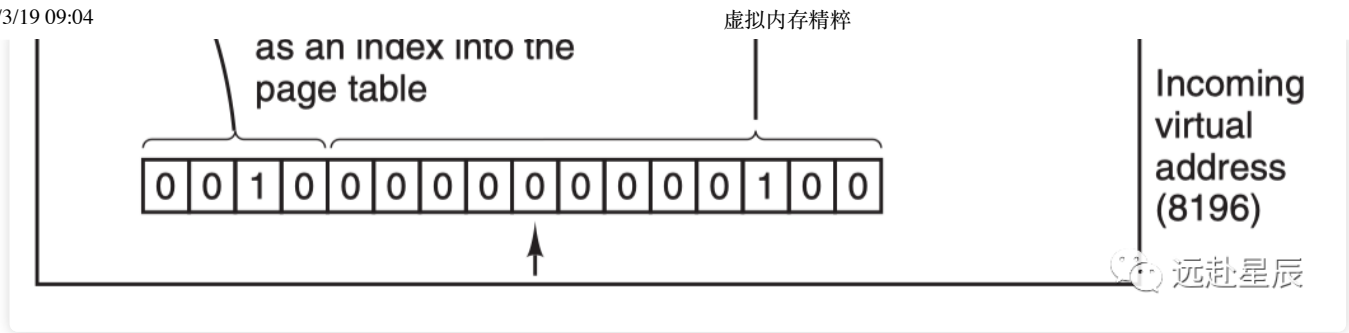 /3/19 09:04
虚拟内存精粹
as an index into the
page table
Incoming
virtual
address
(8196)
0 0 1 0 0 0 0 0 0 0 0 0 0 1 0 0
远赴星辰